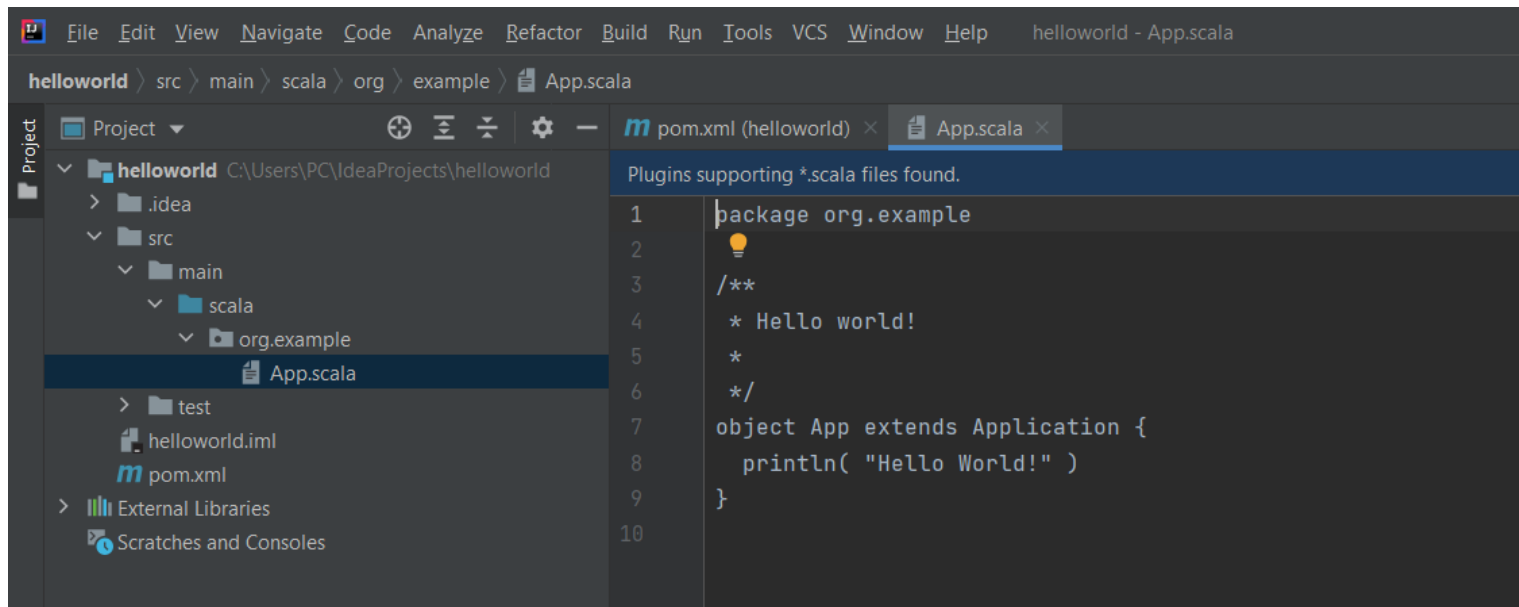 File Edit View Navigate Code Analyze Refactor Build Run Tools VCS Window Help helloworld - App.scala
helloworld src main scala org example App.scala
Project
Project
helloworld C:\Users\PC\IdeaProjects\helloworld
.idea
src
main
scala
org.example
App.scala
test
helloworld.iml
pom.xml
External Libraries
Scratches and Consoles
pom.xml (helloworld) App.scala
Plugins supporting *.scala files found.
1 package org.example
2
3 /**
4 * Hello world!
5 *
6 */
7 object App extends Application {
8 println( "Hello World!" )
9 }
10